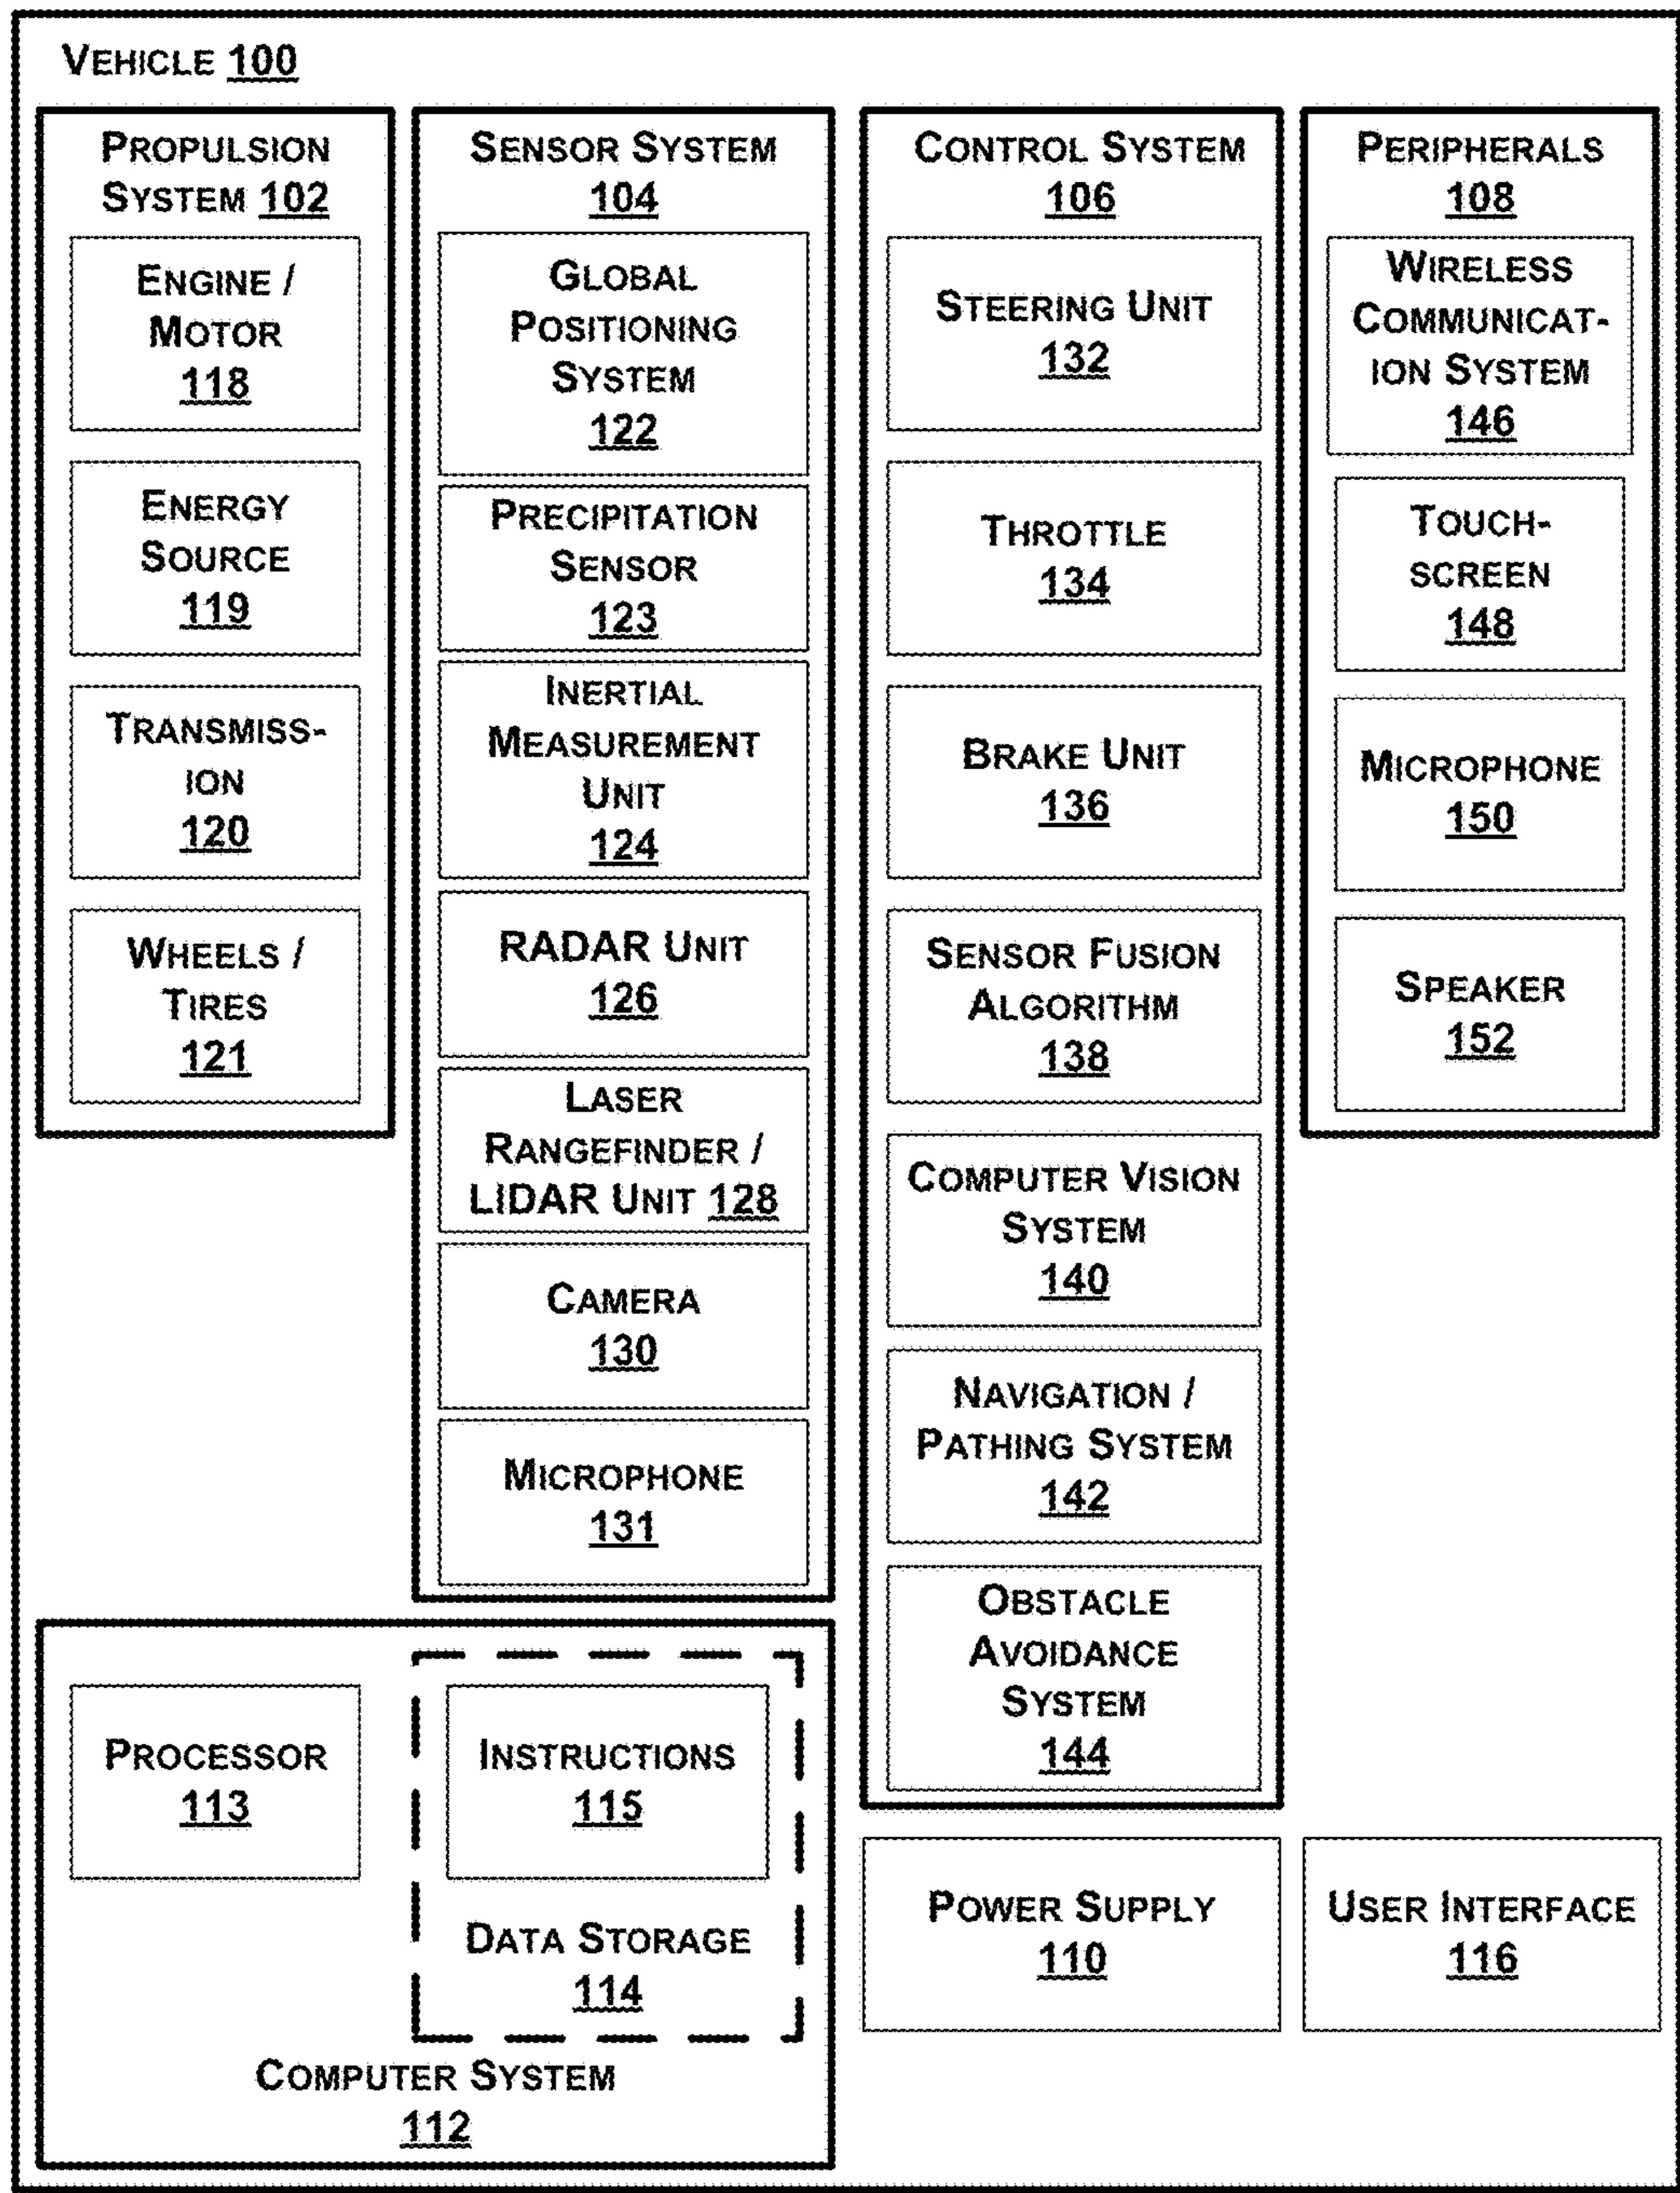 VEHICLE 100
PROPULSION
SYSTEM 102
ENGINE /
MOTOR
118
ENERGY
SOURCE
119
TRANSMISS-
ION
120
WHEELS /
TIRES
121
SENSOR SYSTEM
104
GLOBAL
POSITIONING
SYSTEM
122
PRECIPITATION
SENSOR
123
INERTIAL
MEASUREMENT
UNIT
124
RADAR UNIT
126
LASER
RANGEFINDER /
LIDAR UNIT 128
CAMERA
130
MICROPHONE
131
CONTROL SYSTEM
106
STEERING UNIT
132
THROTTLE
134
BRAKE UNIT
136
SENSOR FUSION
ALGORITHM
138
COMPUTER VISION
SYSTEM
140
NAVIGATION /
PATHING SYSTEM
142
OBSTACLE
AVOIDANCE
SYSTEM
144
PERIPHERALS
108
WIRELESS
COMMUNICAT-
ION SYSTEM
146
TOUCH-
SCREEN
148
MICROPHONE
150
SPEAKER
152
PROCESSOR
113
INSTRUCTIONS
115
DATA STORAGE
114
COMPUTER SYSTEM
112
POWER SUPPLY
110
USER INTERFACE
116